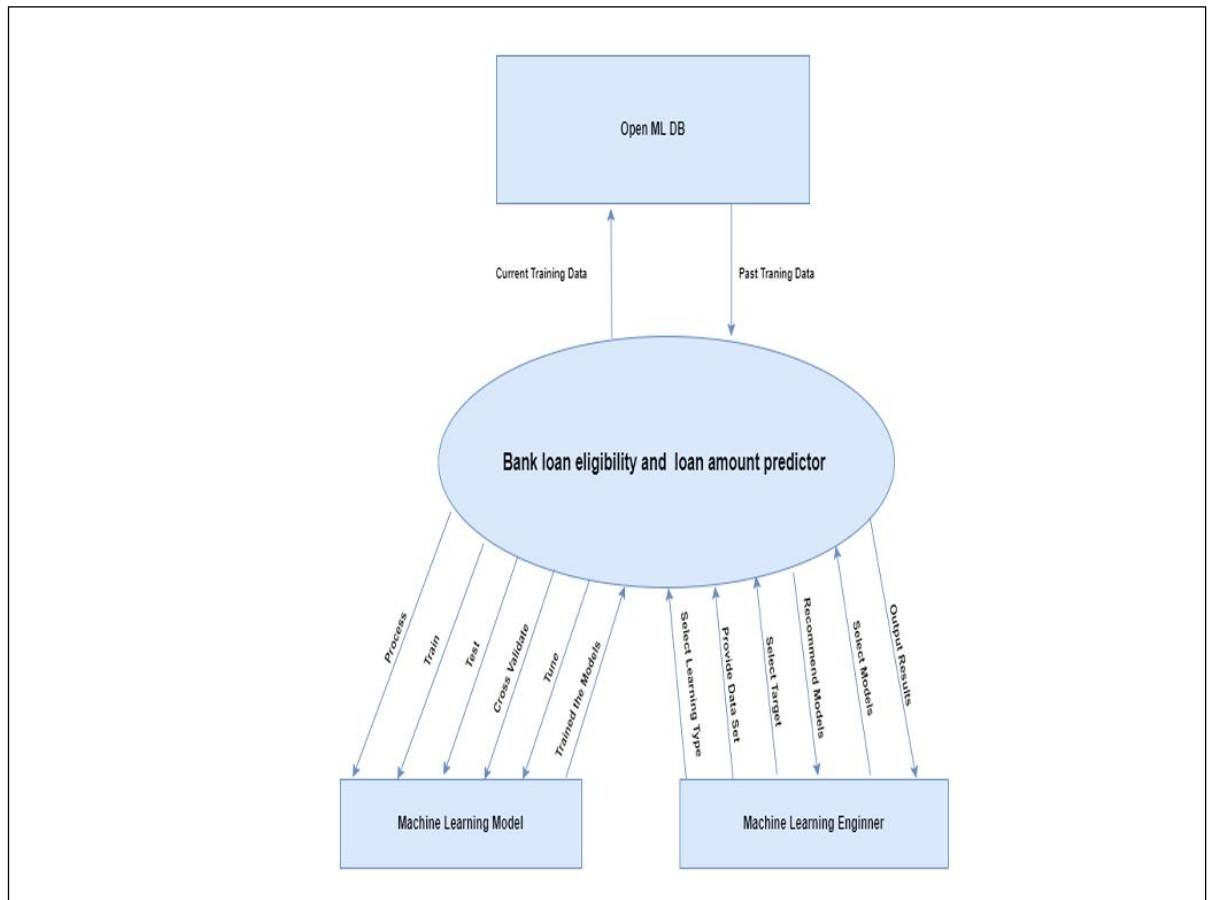 Open ML DB
Current Training Data
Past Traning Data
Bank loan eligibility and loan amount predictor
Process
Train
Test
Cross Validate
Tune
Trained the Models
Select Learning Type
Provide Data Set
Select Target
Recommend Models
Select Models
Output Results
Machine Learning Model
Machine Learning Enginner